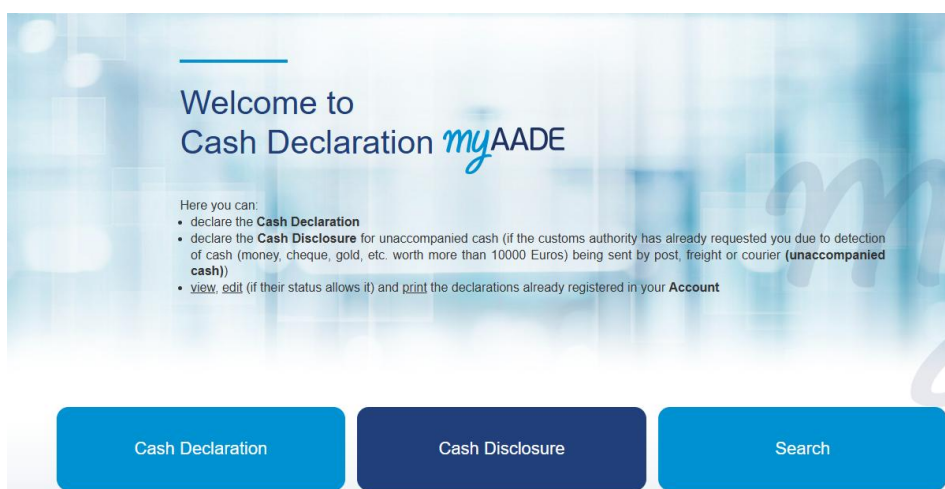 Welcome to
Cash Declaration myAADE
Here you can:
• declare the Cash Declaration
• declare the Cash Disclosure for unaccompanied cash (if the customs authority has already requested you due to detection
of cash (money, cheque, gold, etc. worth more than 10000 Euros) being sent by post, freight or courier (unaccompanied
cash))
• view, edit (if their status allows it) and print the declarations already registered in your Account
Cash Declaration
Cash Disclosure
Search